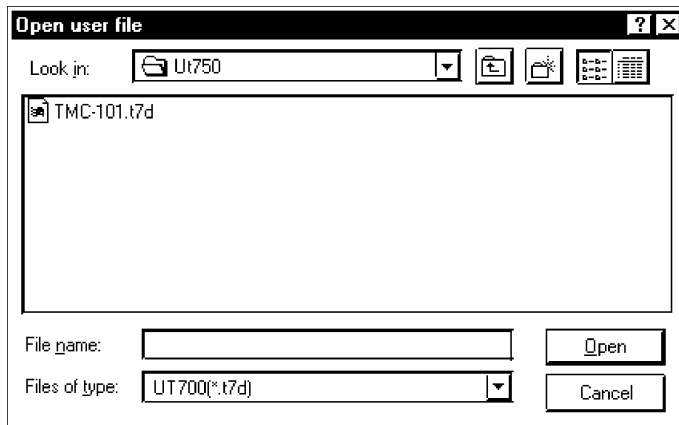 Open user file
Look in: Ut750
TMC-101.t7d
File name: Open
Files of type: UT700(*.t7d) Cancel